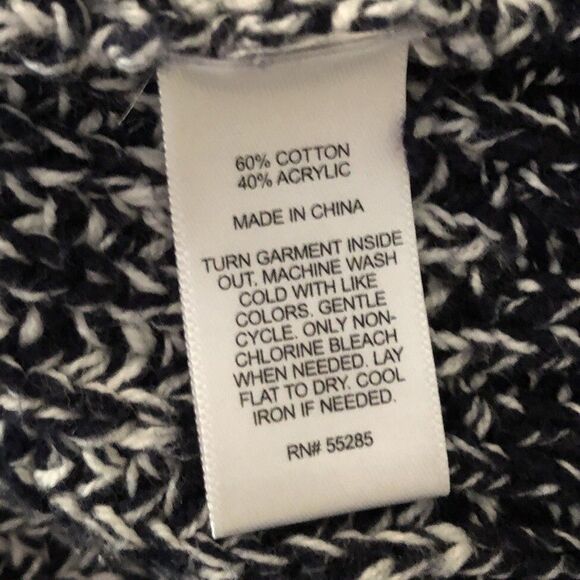 60% COTTON
40% ACRYLIC
MADE IN CHINA
TURN GARMENT INSIDE
OUT. MACHINE WASH
COLD WITH LIKE
COLORS. GENTLE
CYCLE. ONLY NON-
CHLORINE BLEACH
WHEN NEEDED. LAY
FLAT TO DRY. COOL
IRON IF NEEDED.
RN# 55285